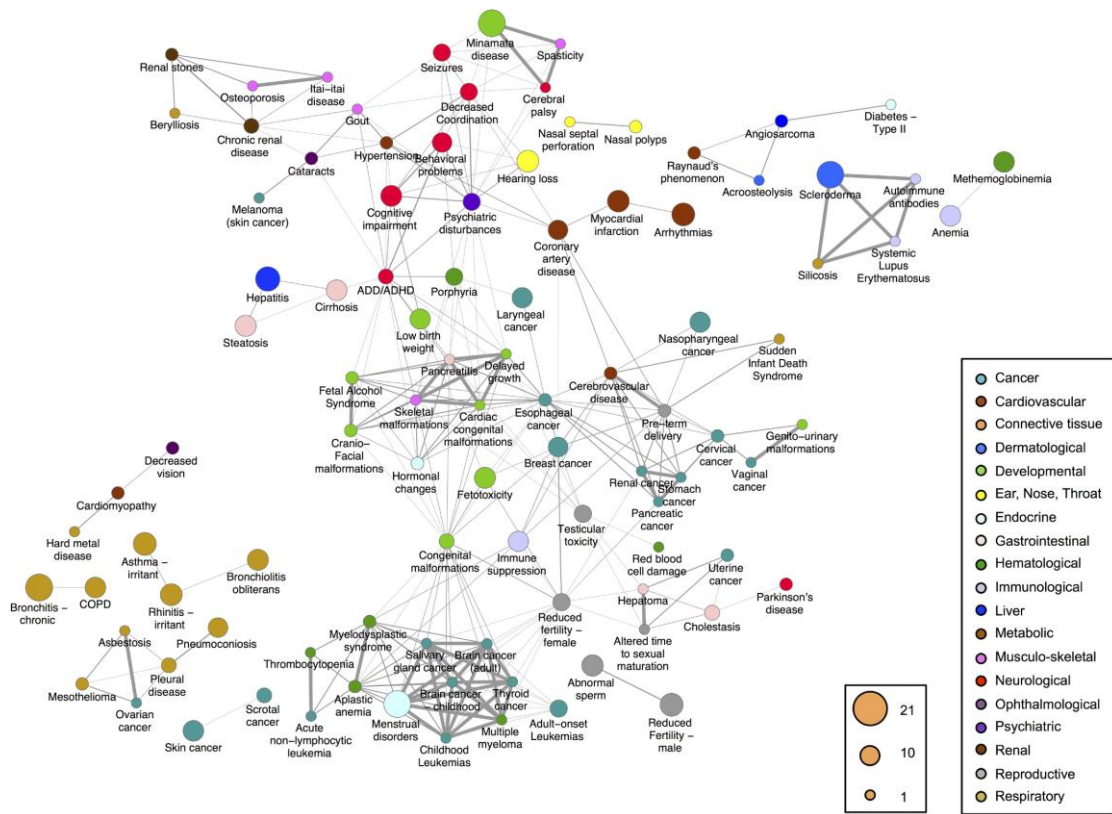 Minamata
disease
Spasticity
Seizures
Renal stones
Itai-itai
disease
Osteoporosis
Cerebral
palsy
Decreased
Coordination
Gout
Berylliosis
Chronic renal
disease
Nasal septal
perforation
Nasal polyps
Hypertension
Behavioral
problems
Hearing loss
Cataracts
Melanoma
(skin cancer)
Cognitive
impairment
Psychiatric
disturbances
Coronary
artery disease
Myocardial
infarction
Arrhythmias
Diabetes –
Type II
Angiosarcoma
Raynaud's
phenomenon
Acroosteolysis
Scleroderma
Autoimmune
antibodies
Methemoglobinemia
Anemia
Silicosis
Systemic
Lupus
Erythematosus
Hepatitis
Cirrhosis
Steatosis
ADD/ADHD
Porphyria
Laryngeal
cancer
Low birth
weight
Nasopharyngeal
cancer
Sudden
Infant Death
Syndrome
Pancreatitis
Delayed
growth
Cerebrovascular
disease
Fetal Alcohol
Syndrome
Skeletal
malformations
Cardiac
congenital
malformations
Esophageal
cancer
Pre-term
delivery
Cranio-
Facial
malformations
Hormonal
changes
Breast cancer
Cervical
cancer
Genito-urinary
malformations
Vaginal
cancer
Renal cancer
Stomach
cancer
Pancreatic
cancer
Fetotoxicity
Testicular
toxicity
Decreased
vision
Cardiomyopathy
Hard metal
disease
Congenital
malformations
Immune
suppression
Red blood
cell damage
Uterine
cancer
Hepatoma
Parkinson's
disease
Cholestasis
Altered time
to sexual
maturation
Reduced
fertility –
female
Asthma –
irritant
Bronchiolitis
obliterans
Bronchitis –
chronic
COPD
Rhinitis –
irritant
Asbestosis
Pneumoconiosis
Mesothelioma
Pleural
disease
Ovarian
cancer
Scrotal
cancer
Skin cancer
Myelodysplastic
syndrome
Thrombocytopenia
Salivary
gland cancer
Brain cancer
(adult)
Aplastic
anemia
Brain cancer
– childhood
Thyroid
cancer
Menstrual
disorders
Acute
non-lymphocytic
leukemia
Childhood
Leukemias
Multiple
myeloma
Adult-onset
Leukemias
Abnormal
sperm
Reduced
Fertility –
male
21
10
1
Cancer
Cardiovascular
Connective tissue
Dermatological
Developmental
Ear, Nose, Throat
Endocrine
Gastrointestinal
Hematological
Immunological
Liver
Metabolic
Musculo-skeletal
Neurological
Ophthalmological
Psychiatric
Renal
Reproductive
Respiratory